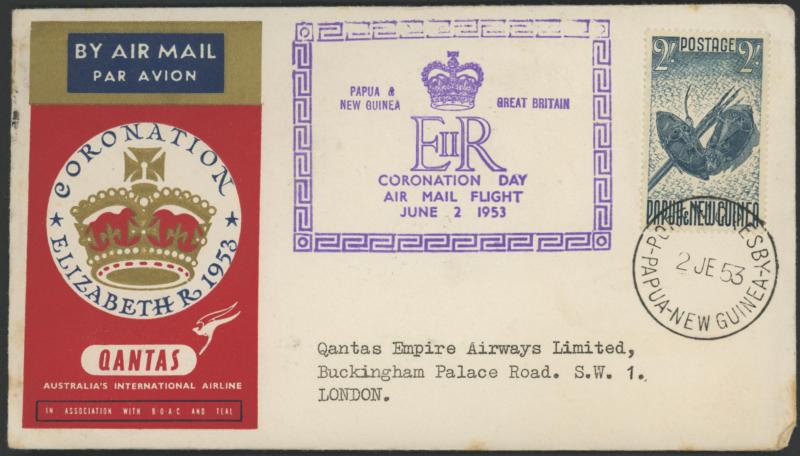 BY AIR MAIL
PAR AVION
CORONATION
★ ELIZABETH R. 1953 ★
QANTAS
AUSTRALIA'S INTERNATIONAL AIRLINE
IN ASSOCIATION WITH B·O·A·C AND TEAL
PAPUA &
NEW GUINEA
GREAT BRITAIN
EIIR
CORONATION DAY
AIR MAIL FLIGHT
JUNE 2 1953
2/- POSTAGE 2/-
PAPUA & NEW GUINEA
2 JE 53
PAPUA-NEW GUINEA
Qantas Empire Airways Limited,
Buckingham Palace Road. S.W. 1.
LONDON.